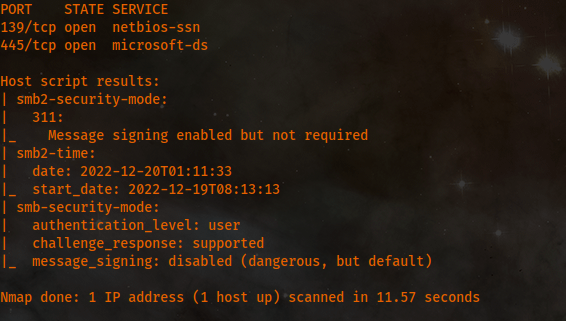 PORT    STATE SERVICE
139/tcp open  netbios-ssn
445/tcp open  microsoft-ds

Host script results:
| smb2-security-mode:
|   311:
|_    Message signing enabled but not required
| smb2-time:
|   date: 2022-12-20T01:11:33
|_  start_date: 2022-12-19T08:13:13
| smb-security-mode:
|   authentication_level: user
|   challenge_response: supported
|_  message_signing: disabled (dangerous, but default)

Nmap done: 1 IP address (1 host up) scanned in 11.57 seconds